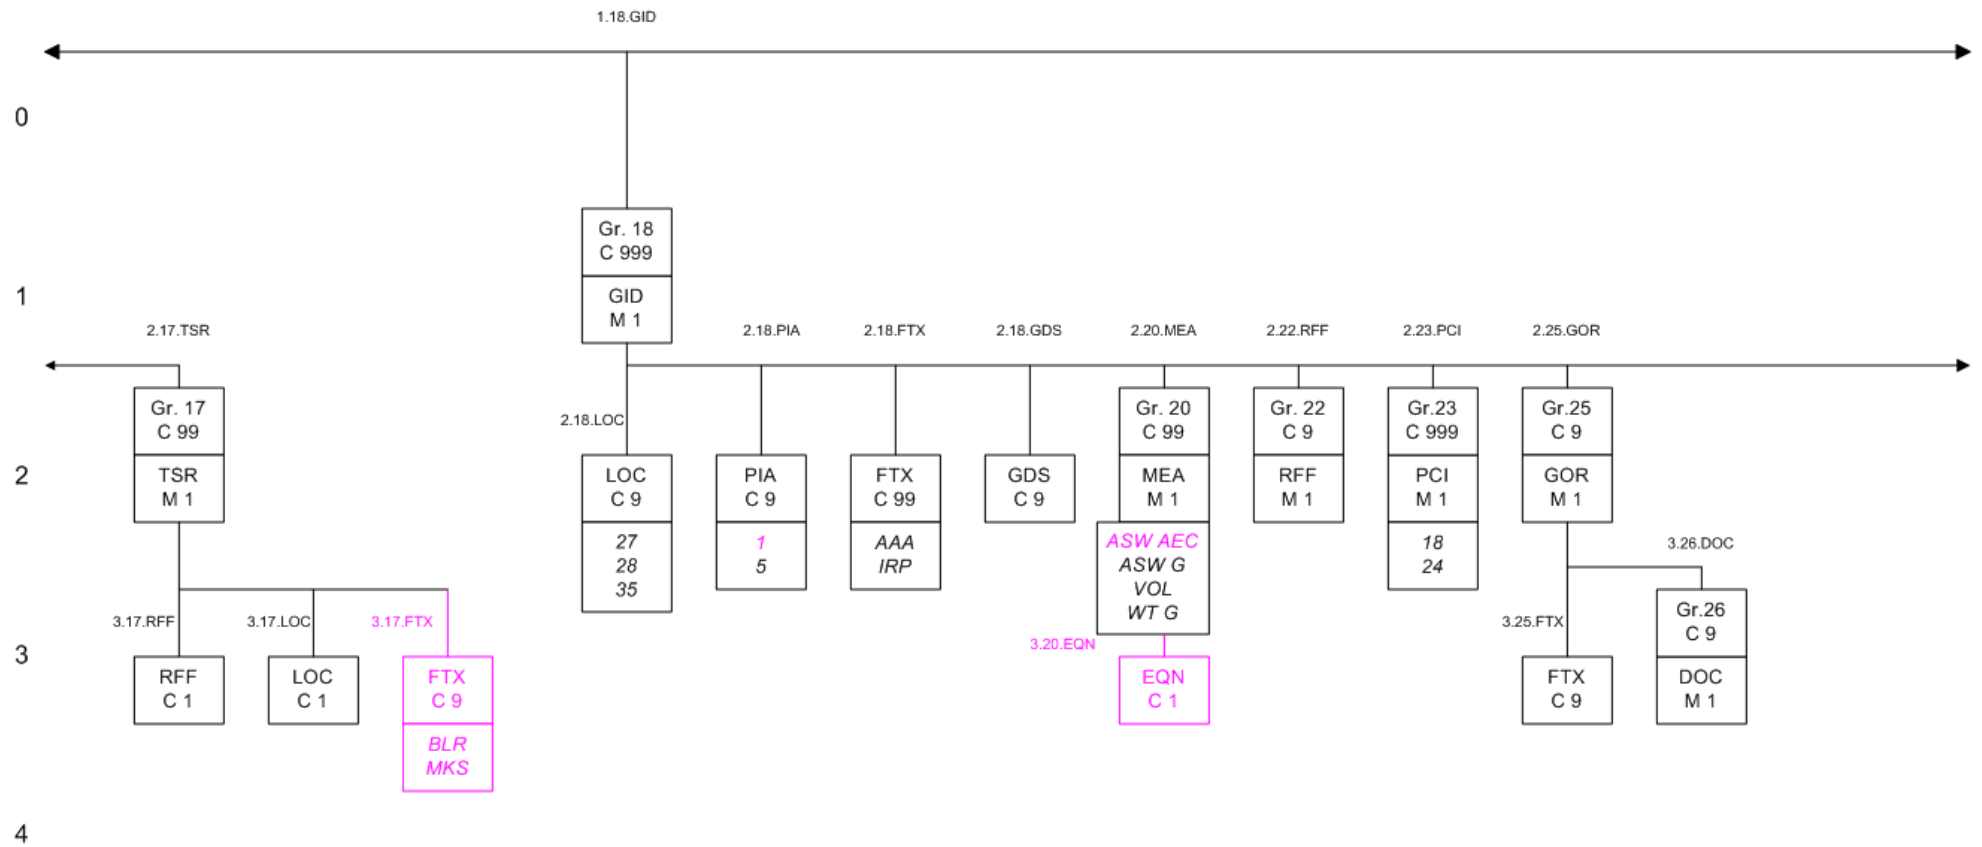 1.18.GID
0
Gr. 18
C 999
1
GID
M 1
2.17.TSR
2.18.PIA
2.18.FTX
2.18.GDS
2.20.MEA
2.22.RFF
2.23.PCI
2.25.GOR
Gr. 17
C 99
2.18.LOC
Gr. 20
C 99
Gr. 22
C 9
Gr.23
C 999
Gr.25
C 9
2
TSR
M 1
LOC
C 9
PIA
C 9
FTX
C 99
GDS
C 9
MEA
M 1
RFF
M 1
PCI
M 1
GOR
M 1
27
28
35
1
5
AAA
IRP
ASW AEC
ASW G
VOL
WT G
18
24
3.26.DOC
3.17.RFF
3.17.LOC
3.17.FTX
3.20.EQN
3.25.FTX
Gr.26
C 9
3
RFF
C 1
LOC
C 1
FTX
C 9
EQN
C 1
FTX
C 9
DOC
M 1
BLR
MKS
4